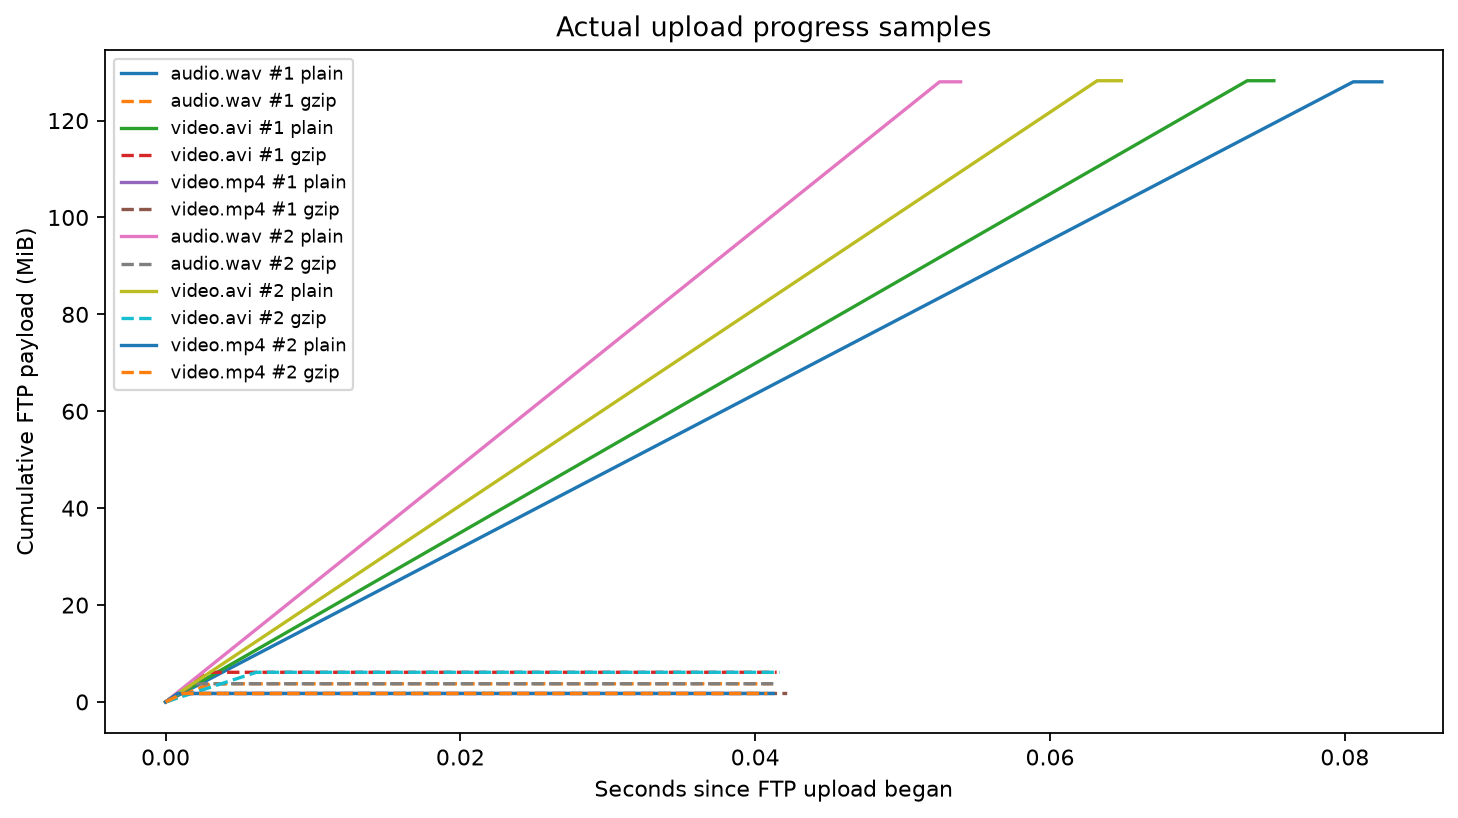 Actual upload progress samples
audio.wav #1 plain
audio.wav #1 gzip
video.avi #1 plain
video.avi #1 gzip
video.mp4 #1 plain
video.mp4 #1 gzip
audio.wav #2 plain
audio.wav #2 gzip
video.avi #2 plain
video.avi #2 gzip
video.mp4 #2 plain
video.mp4 #2 gzip
Cumulative FTP payload (MiB)
120
100
80
60
40
20
0
0.00 0.02 0.04 0.06 0.08
Seconds since FTP upload began